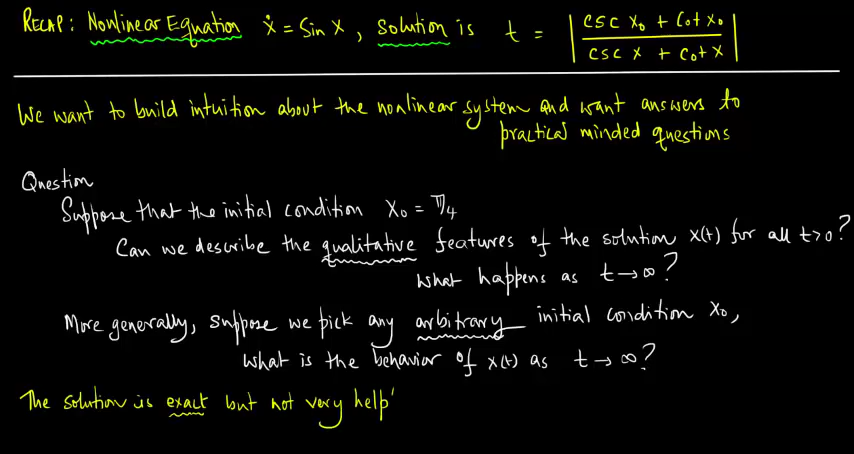 RECAP: Nonlinear Equation ẋ = Sin x, Solution is t = | (csc x₀ + cot x₀) / (csc x + cot x) |
We want to build intuition about the nonlinear system and want answers to
practical minded questions
Question
Suppose that the initial condition x₀ = π/4
Can we describe the qualitative features of the solution x(t) for all t>0?
What happens as t → ∞?
More generally, suppose we pick any arbitrary initial condition x₀,
What is the behavior of x(t) as t → ∞?
The solution is exact but not very help'